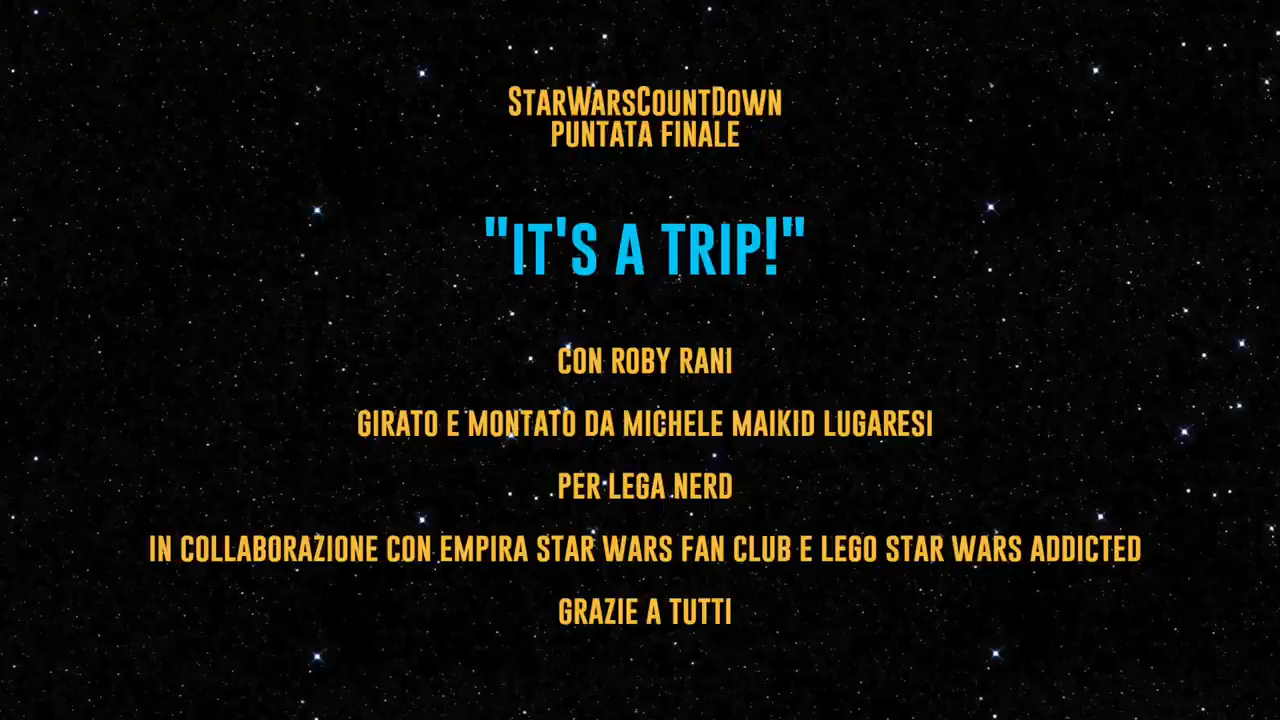 StarWarsCountDown
PUNTATA FINALE
"IT'S A TRIP!"
CON ROBY RANI
GIRATO E MONTATO DA MICHELE MAIKID LUGARESI
PER LEGA NERD
IN COLLABORAZIONE CON EMPIRA STAR WARS FAN CLUB E LEGO STAR WARS ADDICTED
GRAZIE A TUTTI